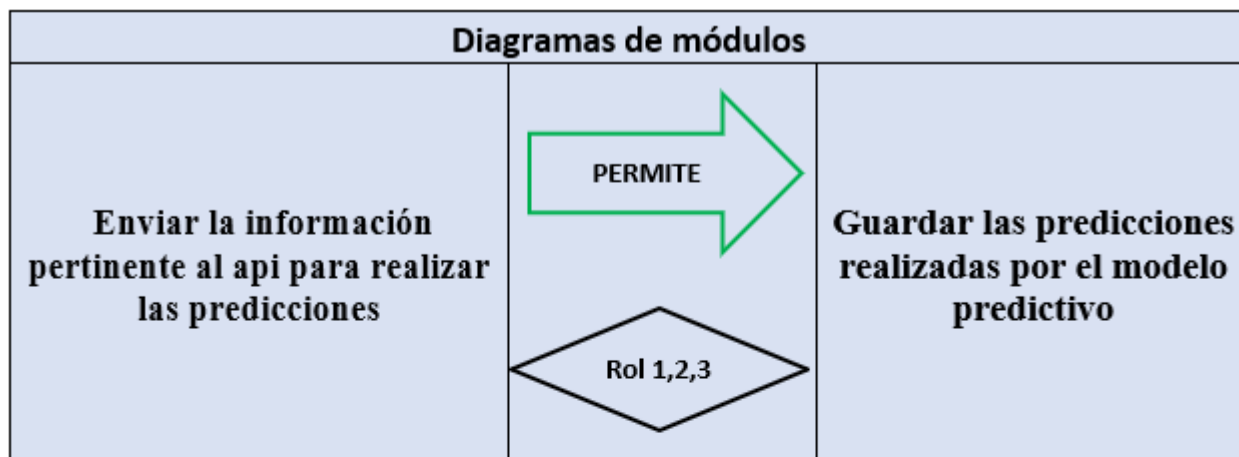 Diagramas de módulos
Enviar la información
pertinente al api para realizar
las predicciones
PERMITE
Rol 1,2,3
Guardar las predicciones
realizadas por el modelo
predictivo